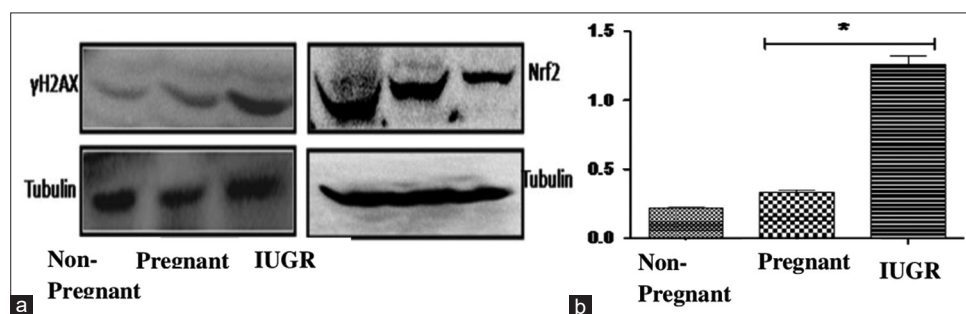 γH2AX
Nrf2
Tubulin
Tubulin
Non-
Pregnant
Pregnant
IUGR
a
*
1.5
1.0
0.5
0.0
Non-
Pregnant
Pregnant
IUGR
b